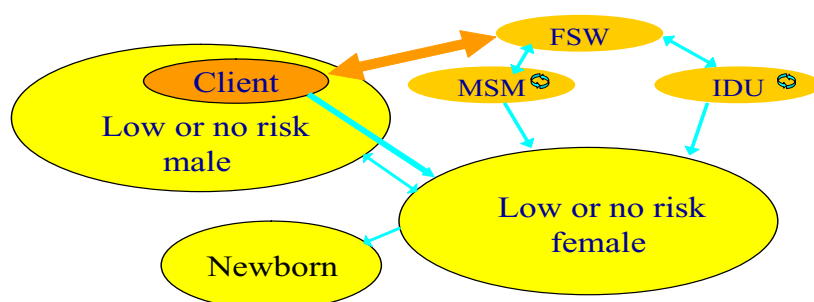 FSW
Client
MSM
IDU
Low or no risk
male
Low or no risk
female
Newborn